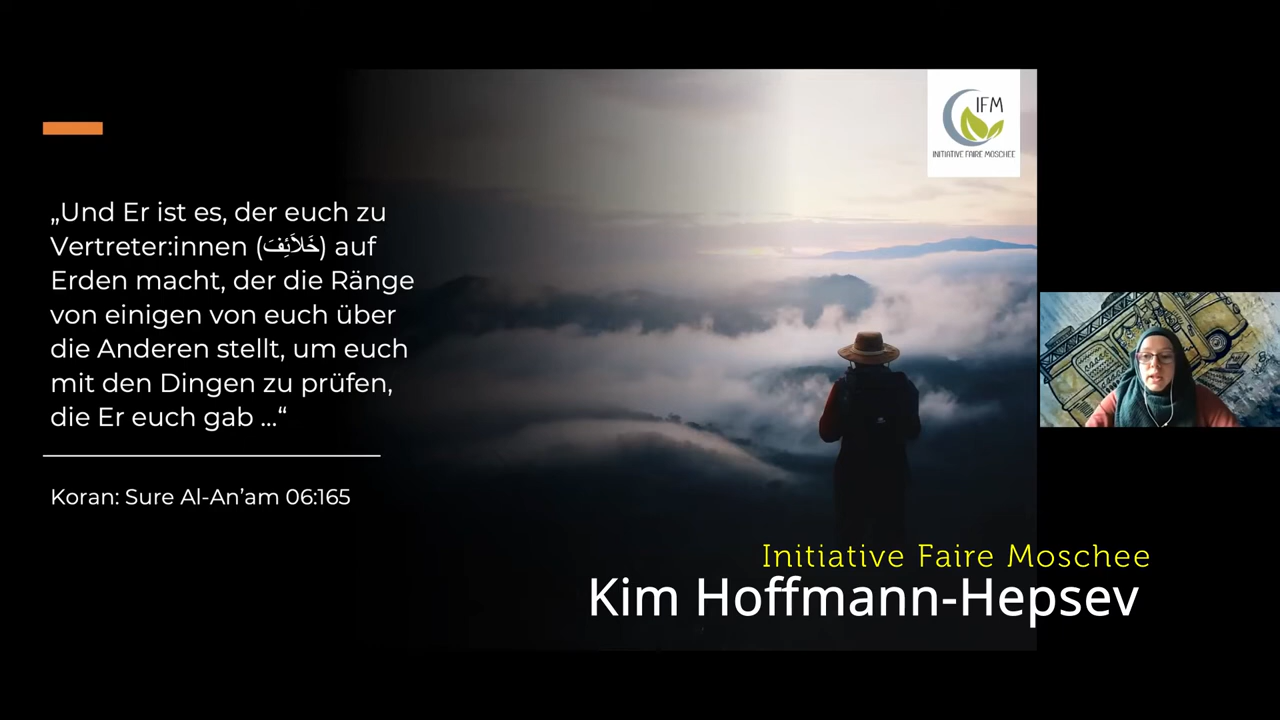 IFM
INITIATIVE FAIRE MOSCHEE
„Und Er ist es, der euch zu
Vertreter:innen (خَلاَئِفَ) auf
Erden macht, der die Ränge
von einigen von euch über
die Anderen stellt, um euch
mit den Dingen zu prüfen,
die Er euch gab ...“
Koran: Sure Al-An’am 06:165
Initiative Faire Moschee
Kim Hoffmann-Hepsev